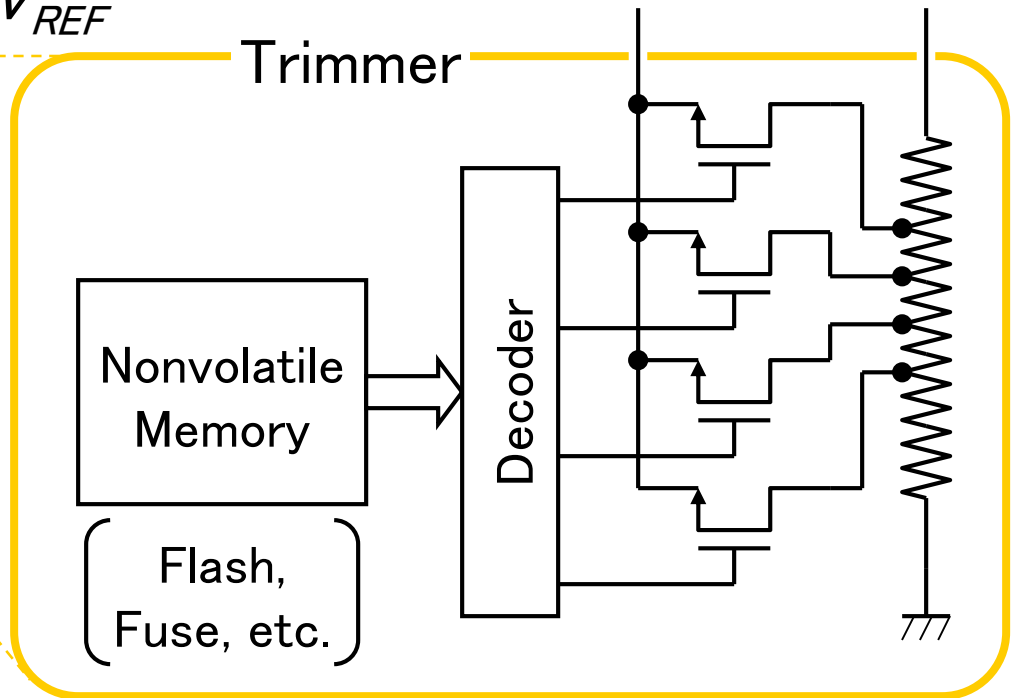 V_REF
Trimmer
Nonvolatile
Memory
Decoder
Flash,
Fuse, etc.